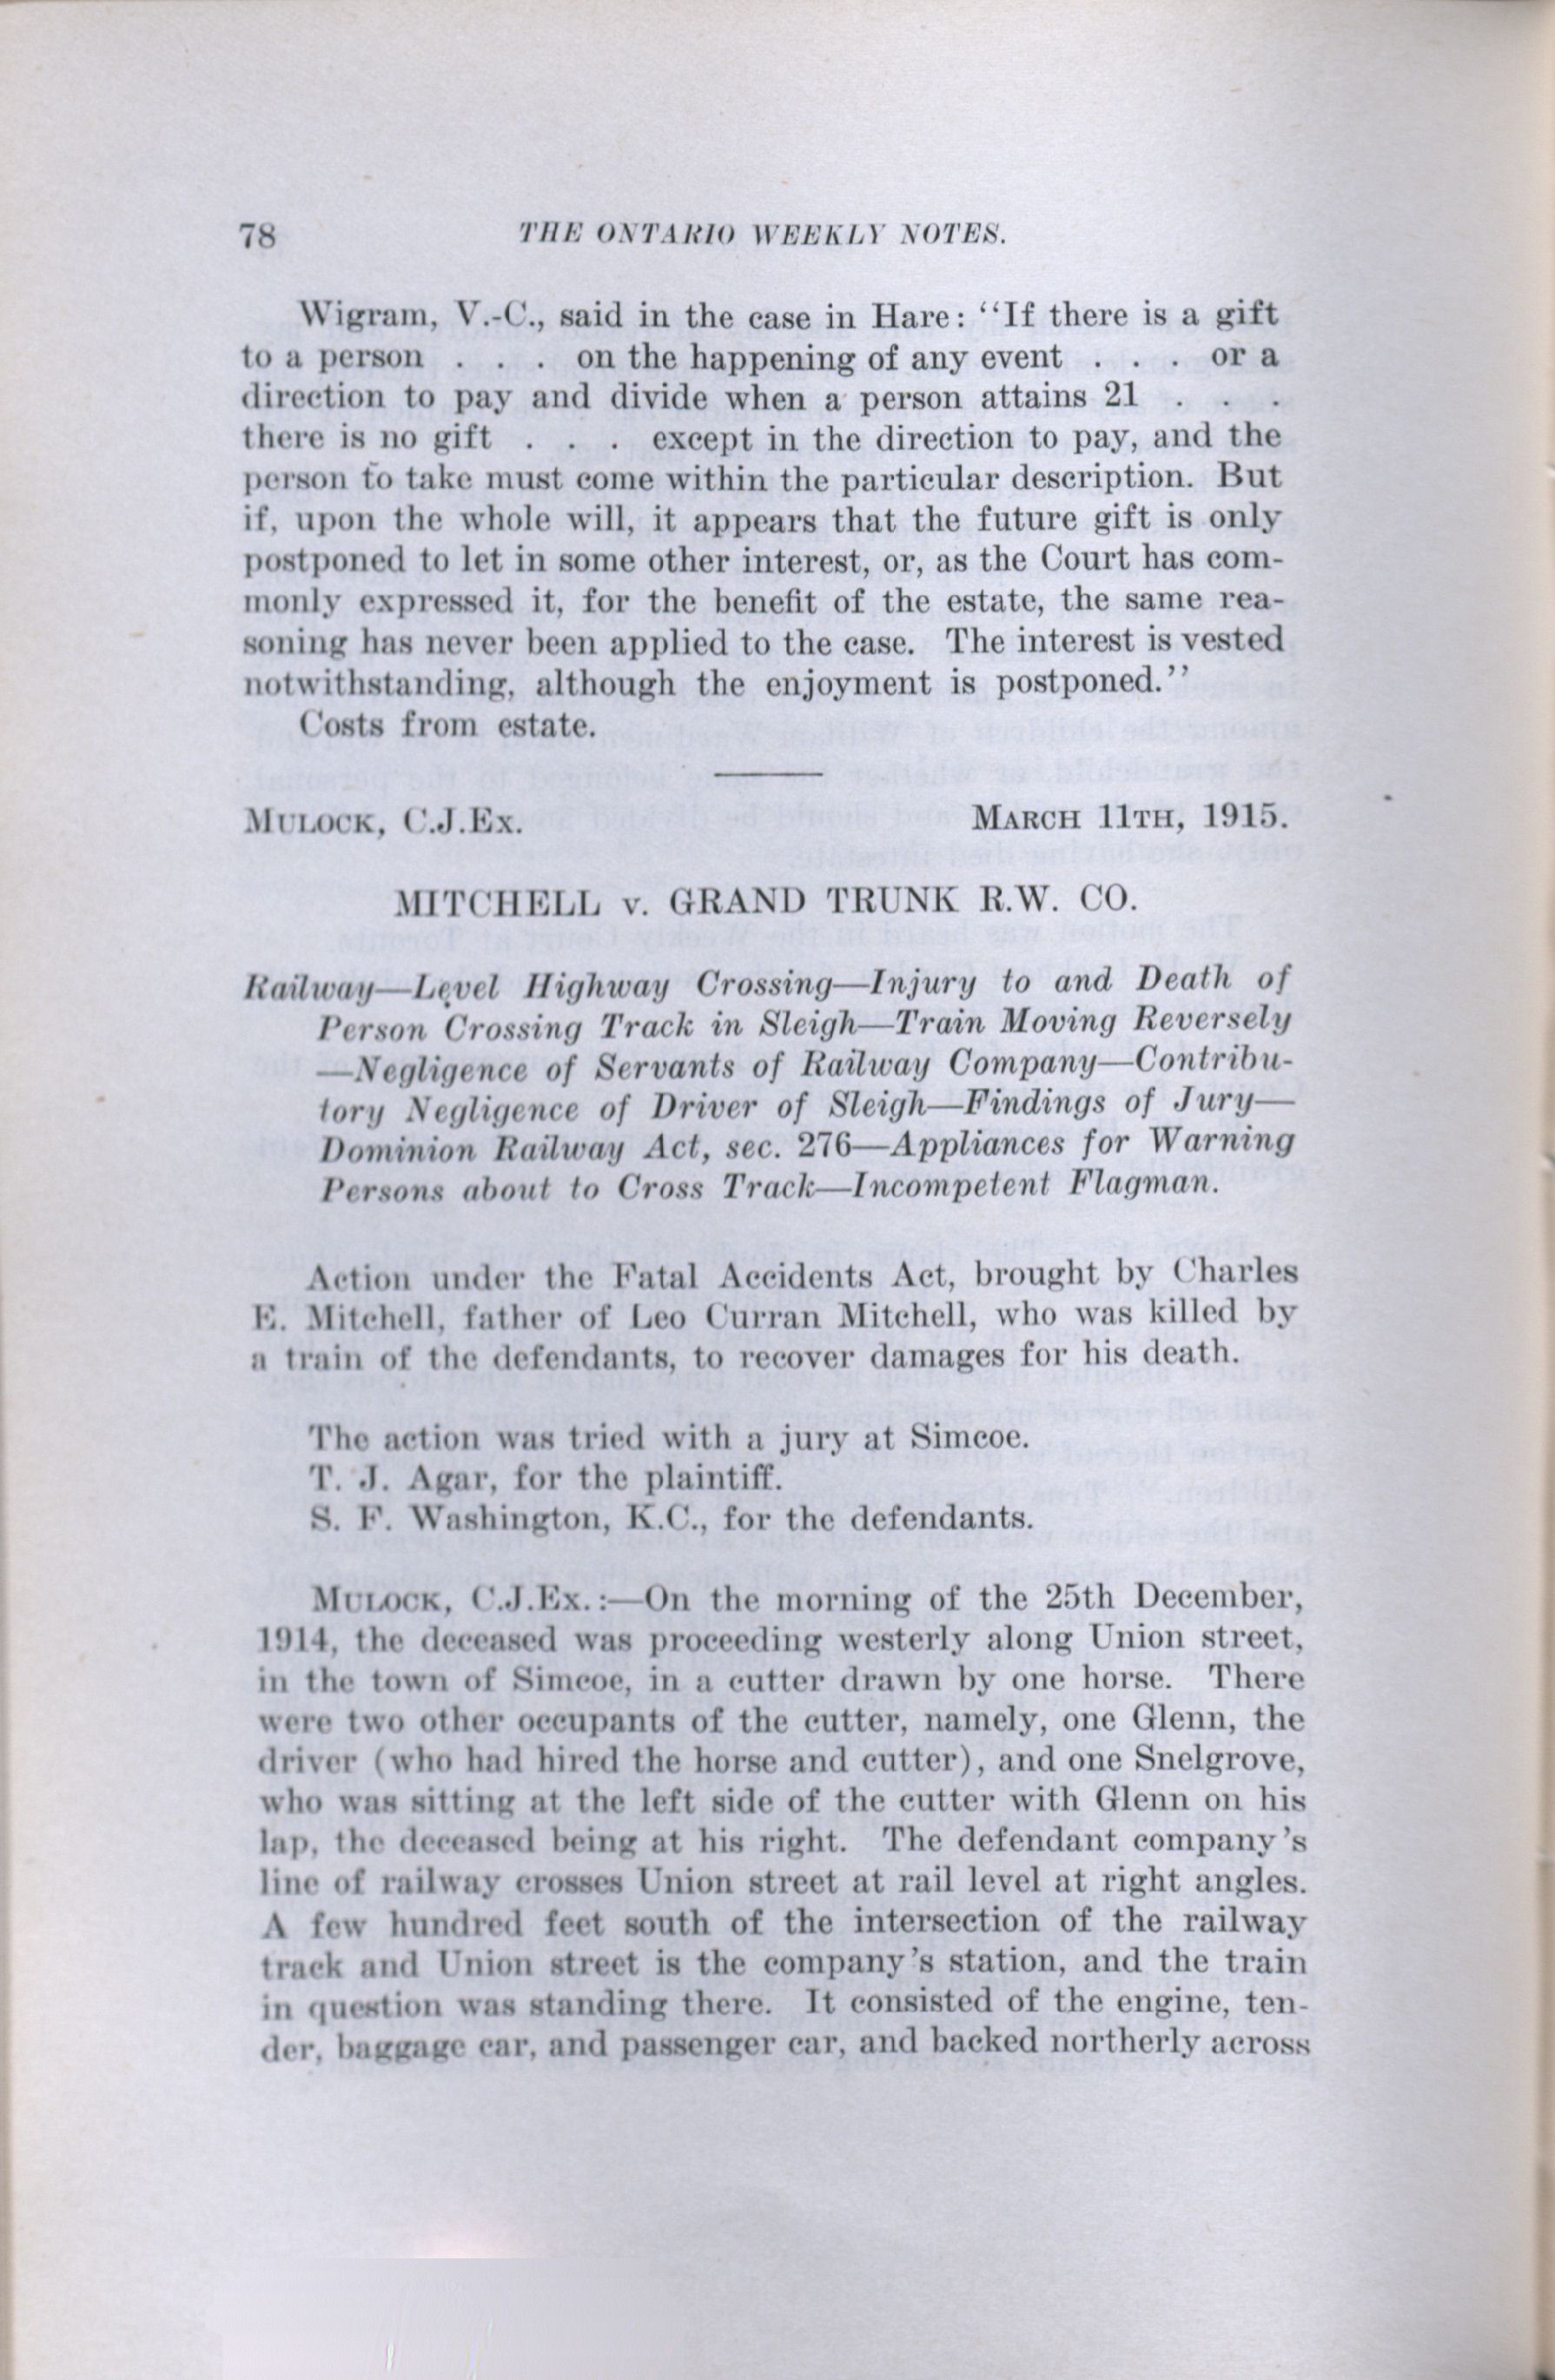 78 THE ONTARIO WEEKLY NOTES.
Wigram, V.-C., said in the case in Hare: "If there is a gift
to a person . . . on the happening of any event . . . or a
direction to pay and divide when a person attains 21 . . .
there is no gift . . . except in the direction to pay, and the
person to take must come within the particular description. But
if, upon the whole will, it appears that the future gift is only
postponed to let in some other interest, or, as the Court has com-
monly expressed it, for the benefit of the estate, the same rea-
soning has never been applied to the case. The interest is vested
notwithstanding, although the enjoyment is postponed."
Costs from estate.
MULOCK, C.J.EX. MARCH 11TH, 1915.
MITCHELL v. GRAND TRUNK R.W. CO.
Railway—Level Highway Crossing—Injury to and Death of
Person Crossing Track in Sleigh—Train Moving Reversely
—Negligence of Servants of Railway Company—Contribu-
tory Negligence of Driver of Sleigh—Findings of Jury—
Dominion Railway Act, sec. 276—Appliances for Warning
Persons about to Cross Track—Incompetent Flagman.
Action under the Fatal Accidents Act, brought by Charles
E. Mitchell, father of Leo Curran Mitchell, who was killed by
a train of the defendants, to recover damages for his death.
The action was tried with a jury at Simcoe.
T. J. Agar, for the plaintiff.
S. F. Washington, K.C., for the defendants.
MULOCK, C.J.EX.:—On the morning of the 25th December,
1914, the deceased was proceeding westerly along Union street,
in the town of Simcoe, in a cutter drawn by one horse. There
were two other occupants of the cutter, namely, one Glenn, the
driver (who had hired the horse and cutter), and one Snelgrove,
who was sitting at the left side of the cutter with Glenn on his
lap, the deceased being at his right. The defendant company's
line of railway crosses Union street at rail level at right angles.
A few hundred feet south of the intersection of the railway
track and Union street is the company's station, and the train
in question was standing there. It consisted of the engine, ten-
der, baggage car, and passenger car, and backed northerly across